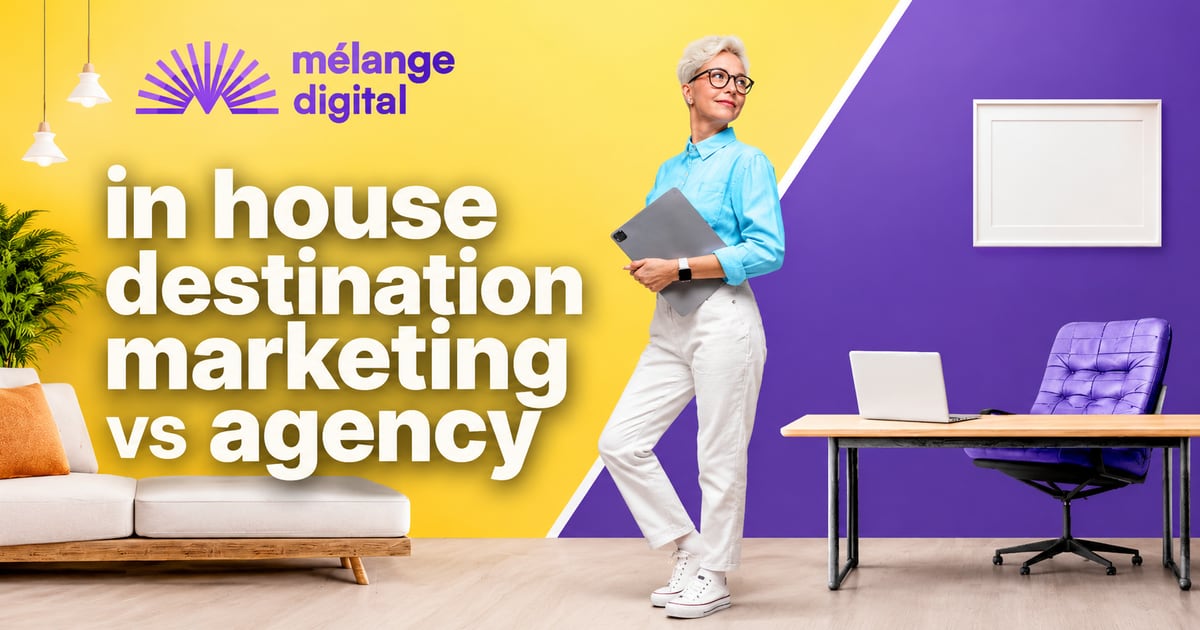 mélange
digital
in house
destination
marketing
vs agency